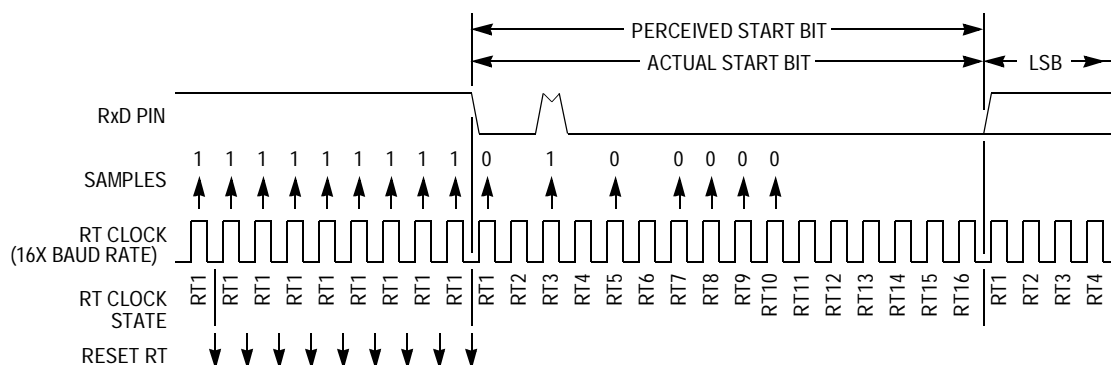 PERCEIVED START BIT
ACTUAL START BIT LSB
RxD PIN
1 1 1 1 1 1 1 1 1 0 1 0 0 0 0 0
SAMPLES
RT CLOCK
(16X BAUD RATE)
RT1 RT1 RT1 RT1 RT1 RT1 RT1 RT1 RT1 RT1 RT2 RT3 RT4 RT5 RT6 RT7 RT8 RT9 RT10 RT11 RT12 RT13 RT14 RT15 RT16 RT1 RT2 RT3 RT4
RT CLOCK
STATE
RESET RT